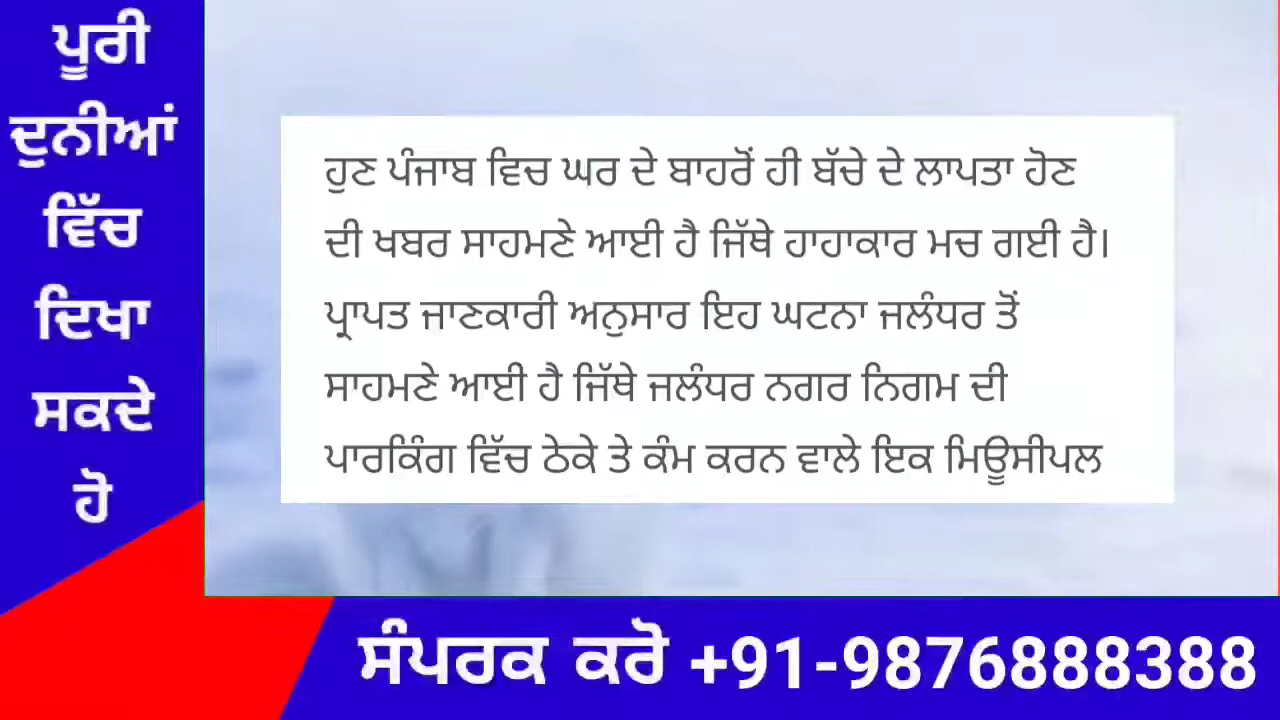 ਪੂਰੀ
ਦੁਨੀਆਂ
ਵਿੱਚ
ਦਿਖਾ
ਸਕਦੇ
ਹੋ
ਹੁਣ ਪੰਜਾਬ ਵਿਚ ਘਰ ਦੇ ਬਾਹਰੋਂ ਹੀ ਬੱਚੇ ਦੇ ਲਾਪਤਾ ਹੋਣ
ਦੀ ਖਬਰ ਸਾਹਮਣੇ ਆਈ ਹੈ ਜਿੱਥੇ ਹਾਹਾਕਾਰ ਮਚ ਗਈ ਹੈ।
ਪ੍ਰਾਪਤ ਜਾਣਕਾਰੀ ਅਨੁਸਾਰ ਇਹ ਘਟਨਾ ਜਲੰਧਰ ਤੋਂ
ਸਾਹਮਣੇ ਆਈ ਹੈ ਜਿੱਥੇ ਜਲੰਧਰ ਨਗਰ ਨਿਗਮ ਦੀ
ਪਾਰਕਿੰਗ ਵਿੱਚ ਠੇਕੇ ਤੇ ਕੰਮ ਕਰਨ ਵਾਲੇ ਇਕ ਮਿਊਸੀਪਲ
ਸੰਪਰਕ ਕਰੋ +91-9876888388